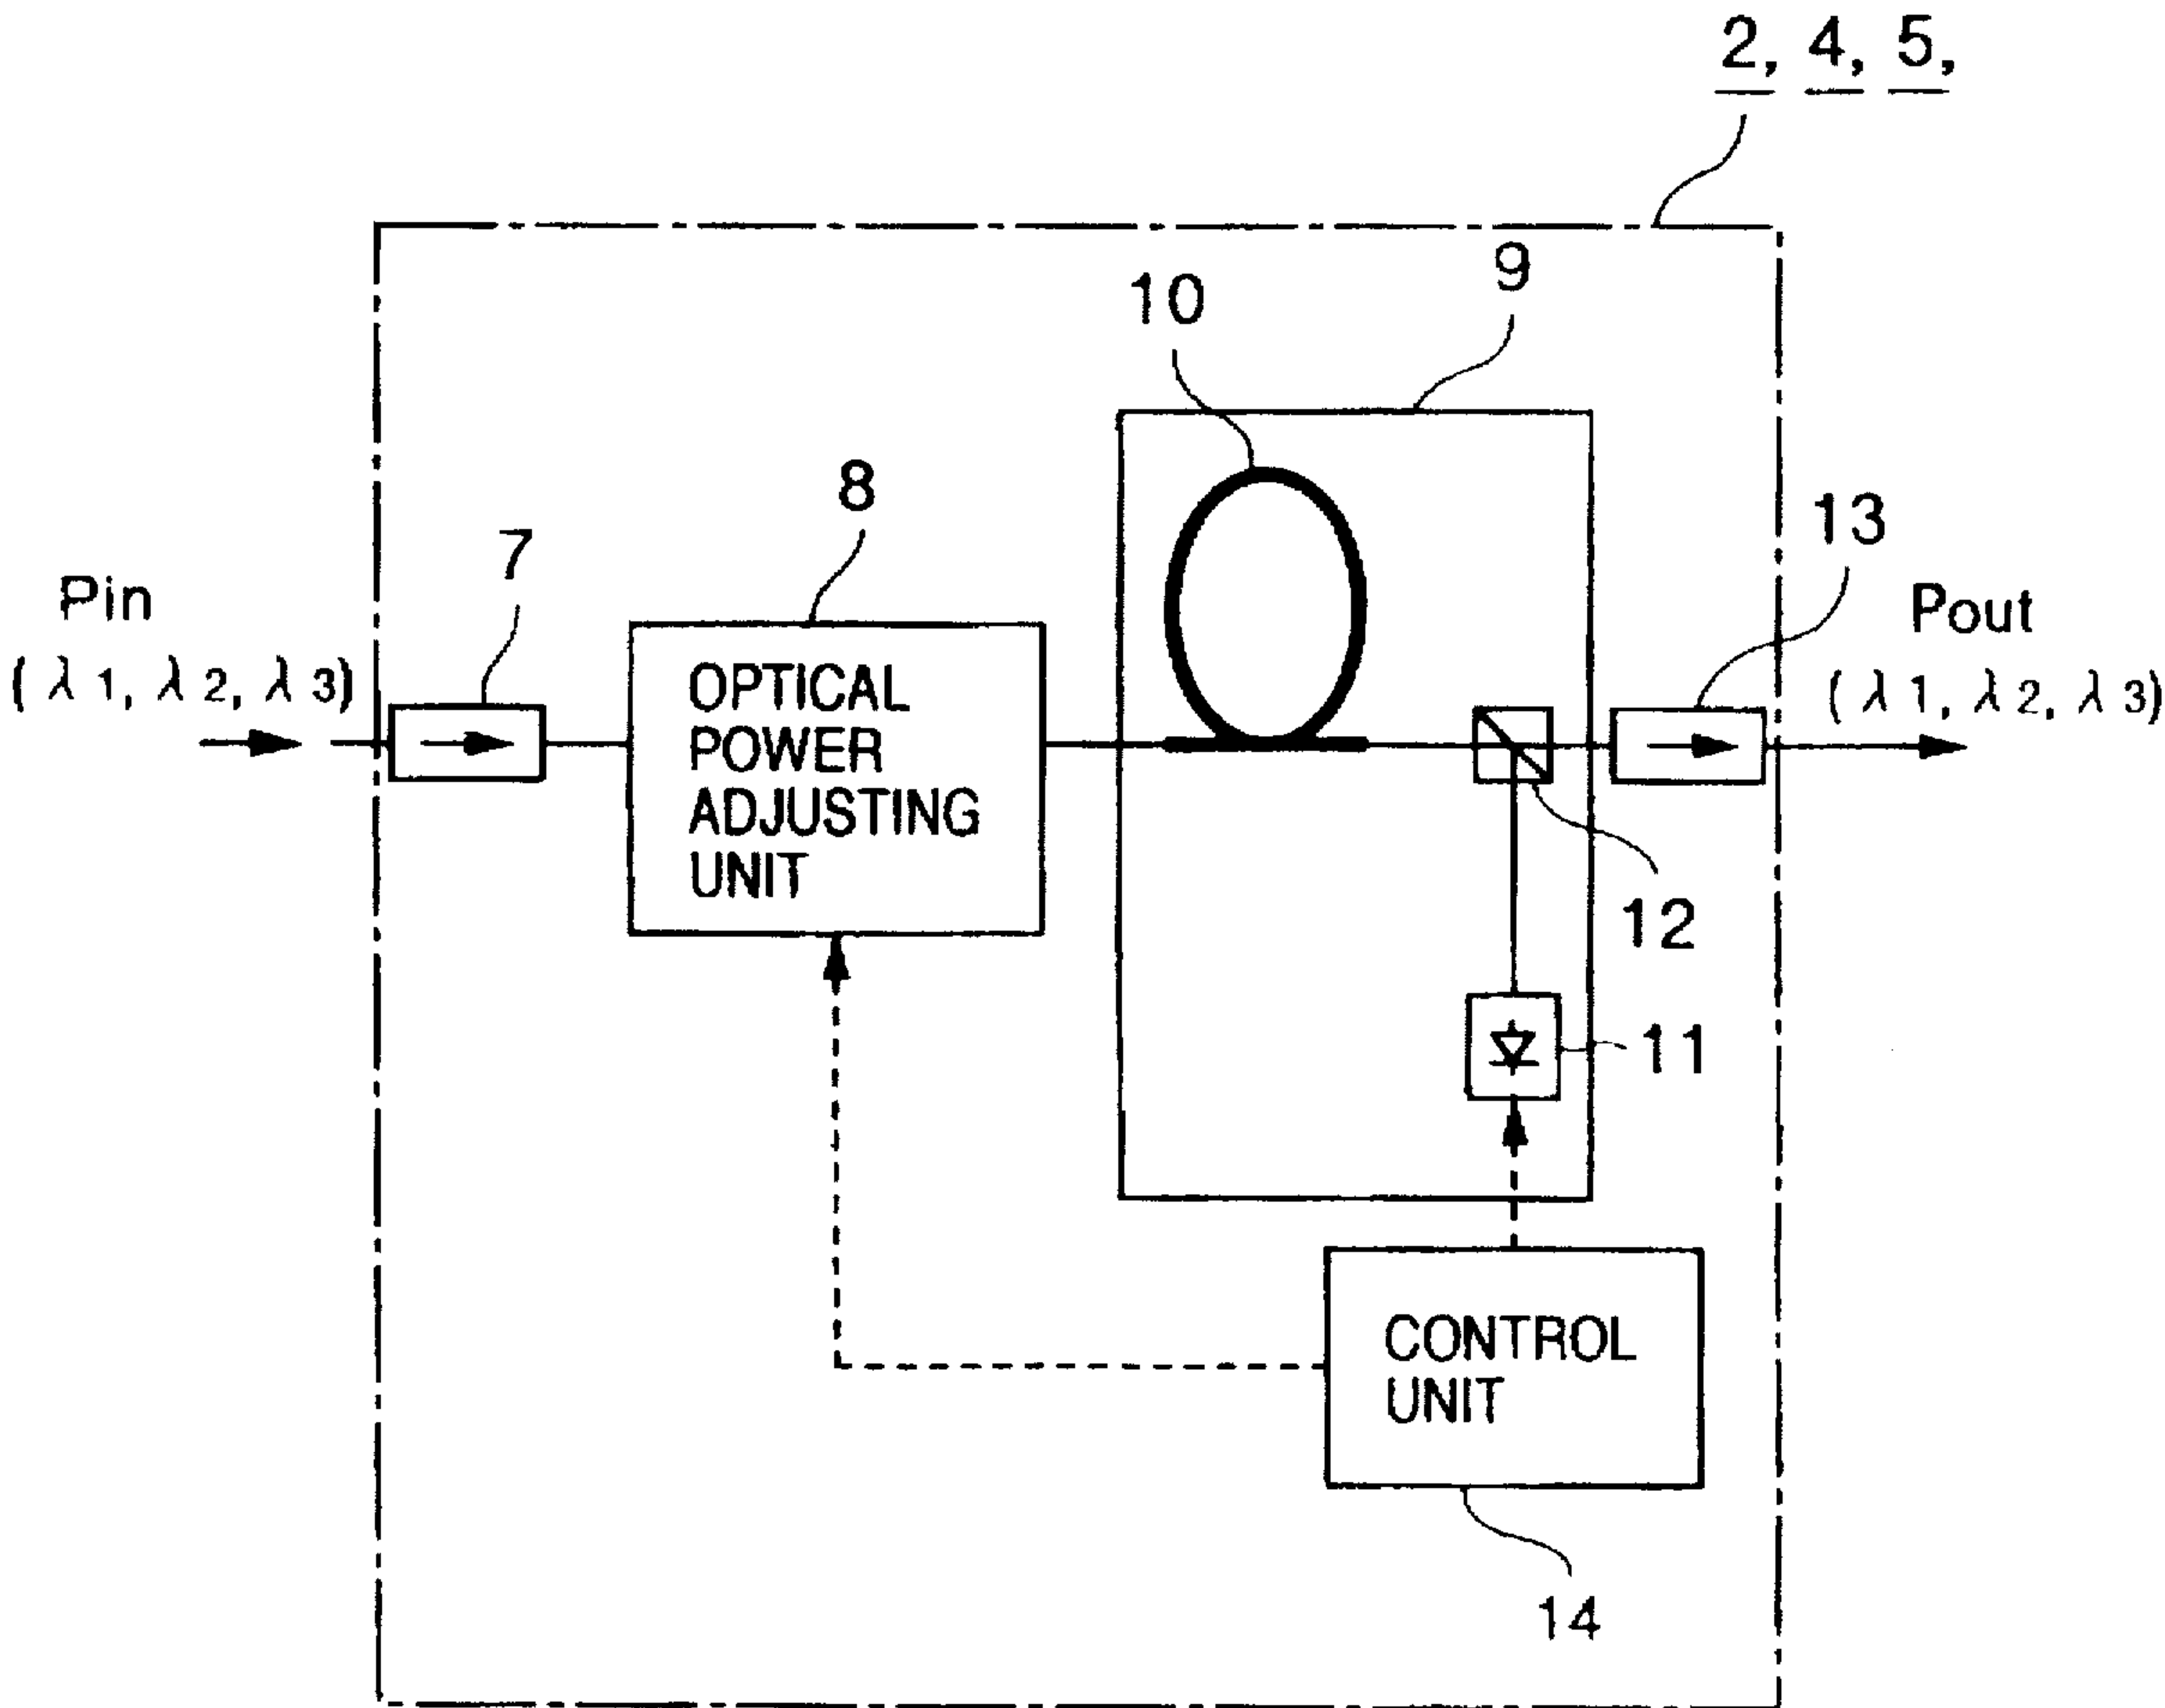 2, 4, 5,
9
10
8
13
7
Pin
(λ1, λ2, λ3)
Pout
(λ1, λ2, λ3)
OPTICAL
POWER
ADJUSTING
UNIT
12
11
CONTROL
UNIT
14